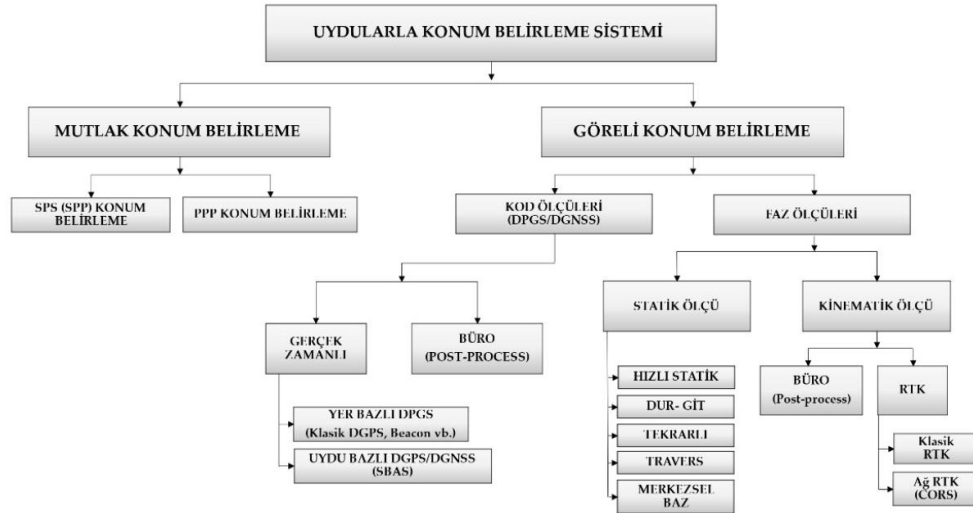 UYDULARLA KONUM BELİRLEME SİSTEMİ
MUTLAK KONUM BELİRLEME
GÖRELİ KONUM BELİRLEME
SPS (SPP) KONUM
BELİRLEME
PPP KONUM BELİRLEME
KOD ÖLÇÜLERİ
(DPGS/DGNSS)
FAZ ÖLÇÜLERİ
STATİK ÖLÇÜ
KİNEMATİK ÖLÇÜ
GERÇEK
ZAMANLI
BÜRO
(POST-PROCESS)
YER BAZLI DPGS
(Klasik DGPS, Beacon vb.)
UYDU BAZLI DGPS/DGNSS
(SBAS)
HIZLI STATİK
DUR- GİT
TEKRARLI
TRAVERS
MERKEZSEL
BAZ
BÜRO
(Post-process)
RTK
Klasik
RTK
Ağ RTK
(CORS)